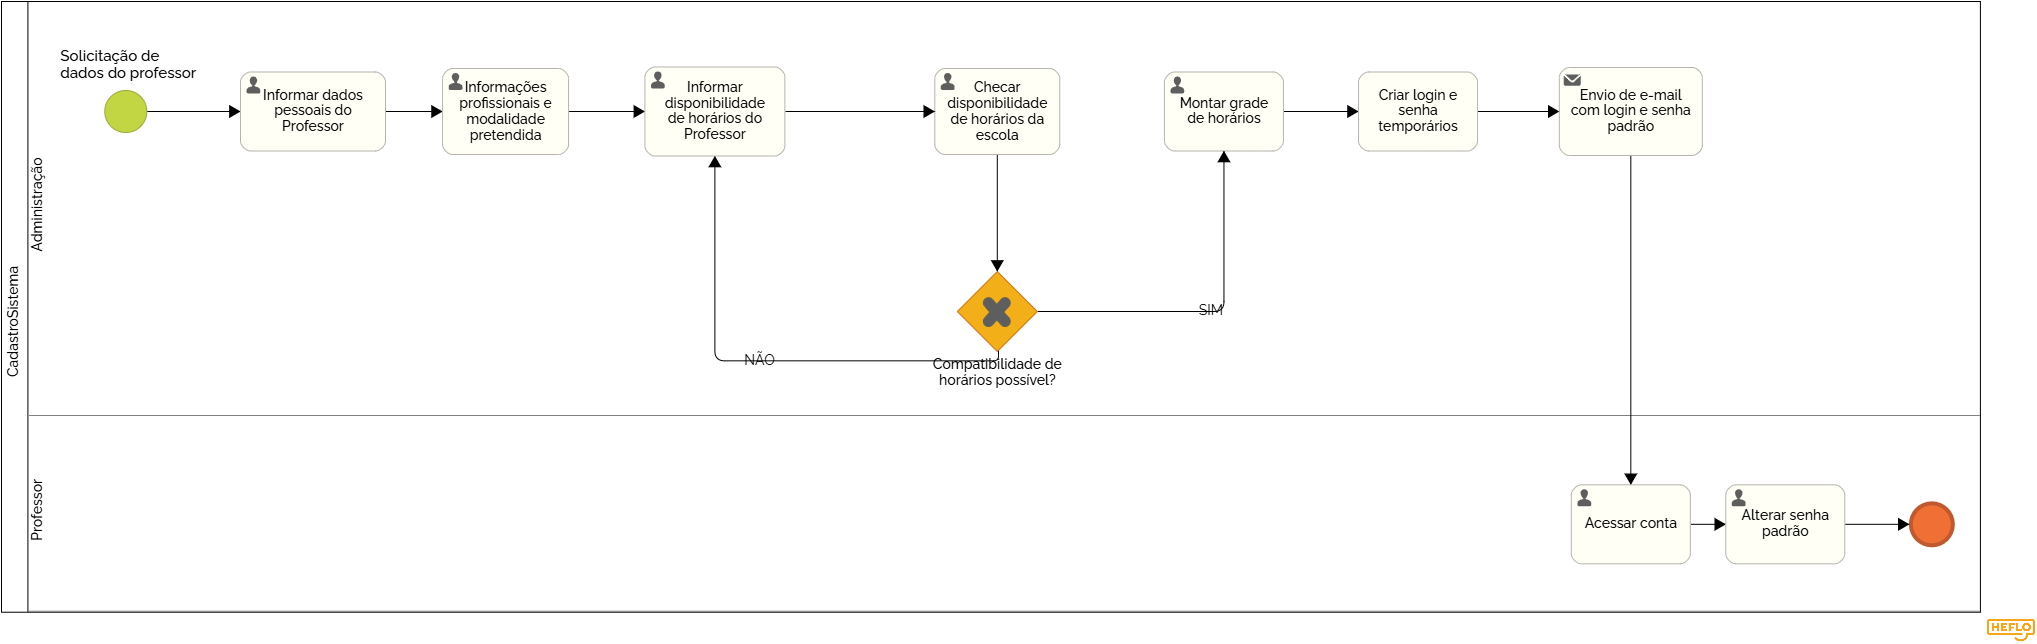 CadastroSistema
Administração
Solicitação de
dados do professor
Informar dados
pessoais do
Professor
Informações
profissionais e
modalidade
pretendida
Informar
disponibilidade
de horários do
Professor
Checar
disponibilidade
de horários da
escola
Montar grade
de horários
Criar login e
senha
temporários
Envio de e-mail
com login e senha
padrão
SIM
NÃO
Compatibilidade de
horários possível?
Professor
Acessar conta
Alterar senha
padrão
HEFLO